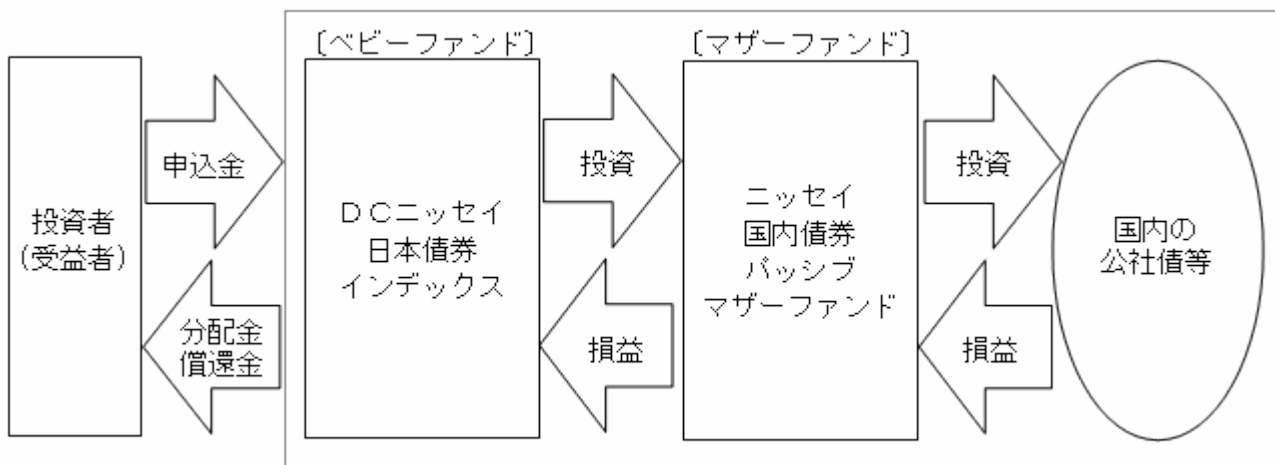 〔ベビーファンド〕
〔マザーファンド〕
投資者
(受益者)
申込金
分配金
償還金
DCニッセイ
日本債券
インデックス
投資
損益
ニッセイ
国内債券
パッシブ
マザーファンド
投資
損益
国内の
公社債等